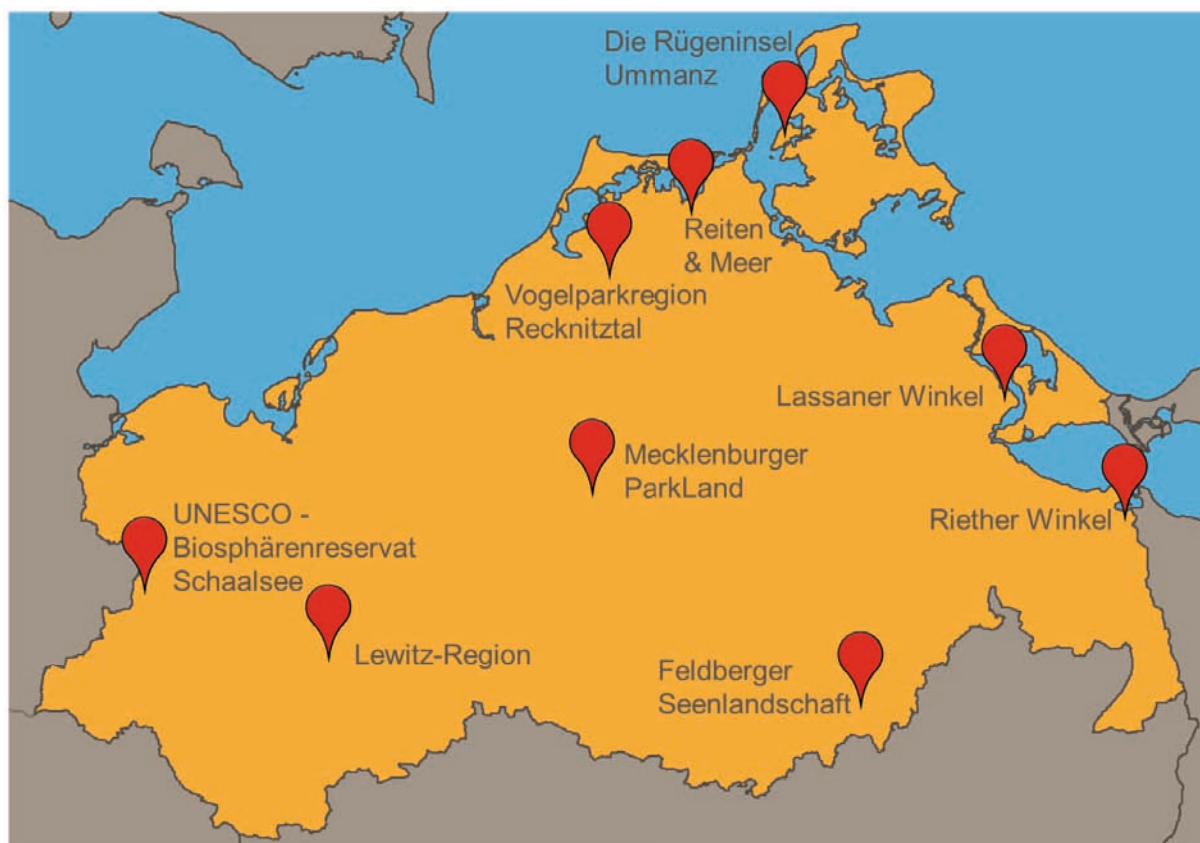 Die Rügeninsel
Ummanz
Reiten
& Meer
Vogelparkregion
Recknitztal
Lassaner Winkel
Mecklenburger
ParkLand
Riether Winkel
UNESCO -
Biosphärenreservat
Schaalsee
Lewitz-Region
Feldberger
Seenlandschaft